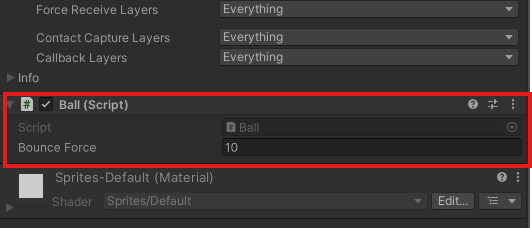 Force Receive Layers Everything
Contact Capture Layers Everything
Callback Layers Everything
Info
# Ball (Script)
Script # Ball
Bounce Force 10
Sprites-Default (Material)
Shader Sprites/Default Edit...